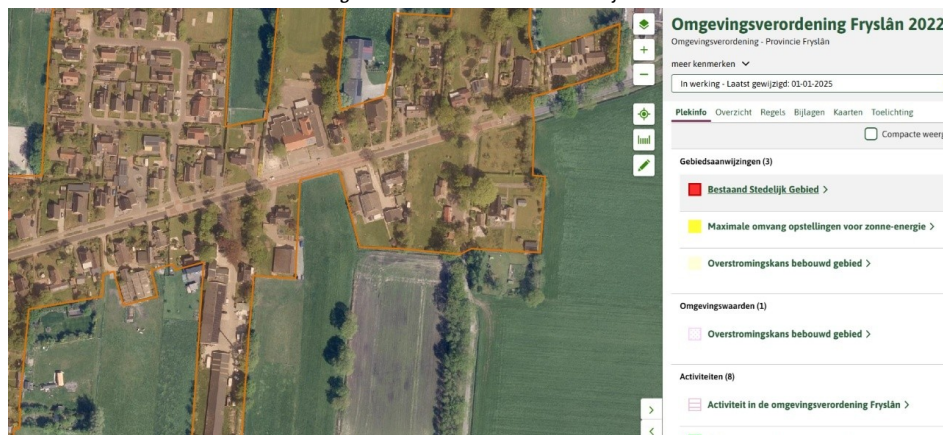 Omgevingsverordening Fryslân 2022
Omgevingsverordening - Provincie Fryslân
meer kenmerken
In werking - Laatst gewijzigd: 01-01-2025
Plekinfo Overzicht Regels Bijlagen Kaarten Toelichting
Compacte weerg
Gebiedsaanwijzingen (3)
Bestaand Stedelijk Gebied >
Maximale omvang opstellingen voor zonne-energie >
Overstromingskans bebouwd gebied >
Omgevingswaarden (1)
Overstromingskans bebouwd gebied >
Activiteiten (8)
Activiteit in de omgevingsverordening Fryslân >